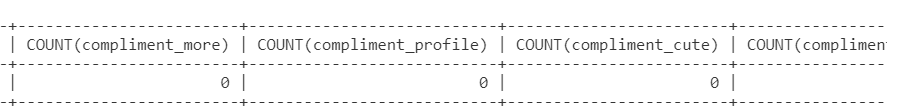 | COUNT(compliment_more) | COUNT(compliment_profile) | COUNT(compliment_cute) | COUNT(complimen
| 0 | 0 | 0 |